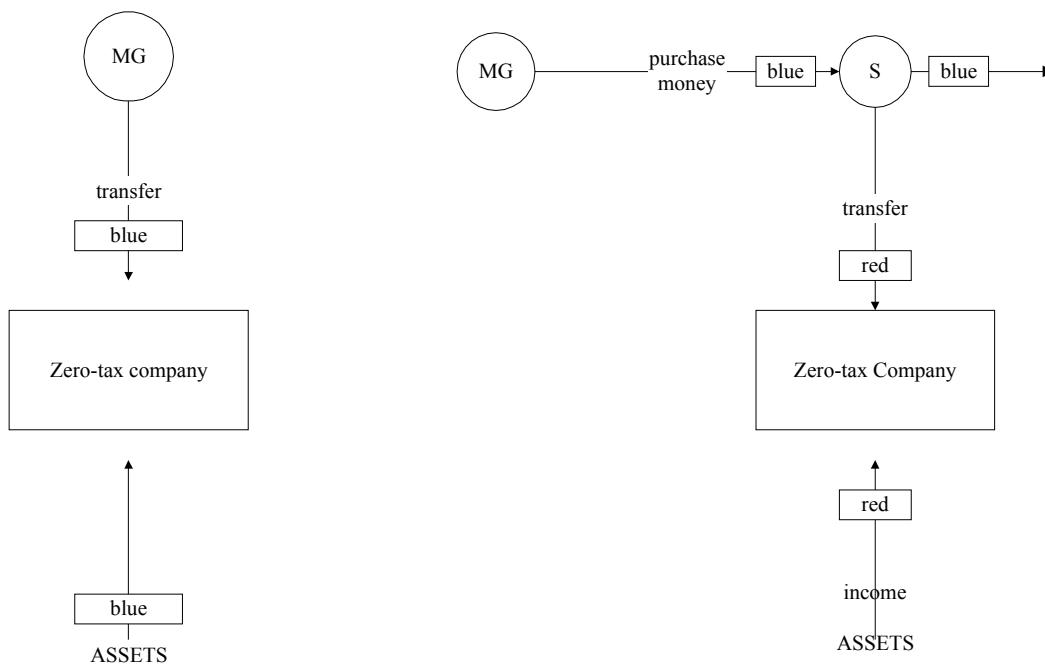 MG
transfer
blue
Zero-tax company
blue
ASSETS
MG
purchase
money
blue
S
blue
transfer
red
Zero-tax Company
red
income
ASSETS